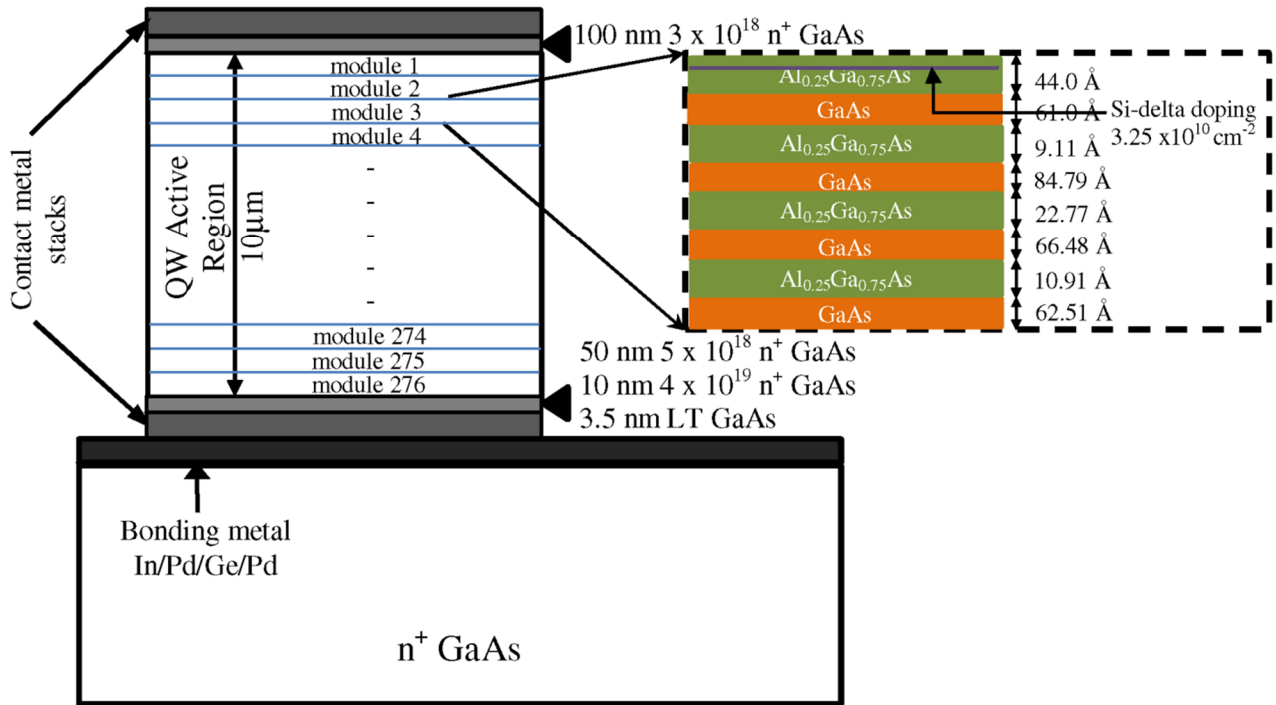 100 nm 3 x 10¹⁸ n⁺ GaAs
Contact metal
stacks
QW Active
Region
10μm
module 1
module 2
module 3
module 4
-
-
-
-
module 274
module 275
module 276
Al₀.₂₅Ga₀.₇₅As
GaAs
Al₀.₂₅Ga₀.₇₅As
GaAs
Al₀.₂₅Ga₀.₇₅As
GaAs
Al₀.₂₅Ga₀.₇₅As
GaAs
44.0 Å
61.0 Å
9.11 Å
84.79 Å
22.77 Å
66.48 Å
10.91 Å
62.51 Å
Si-delta doping
3.25 x10¹⁰ cm⁻²
50 nm 5 x 10¹⁸ n⁺ GaAs
10 nm 4 x 10¹⁹ n⁺ GaAs
3.5 nm LT GaAs
Bonding metal
In/Pd/Ge/Pd
n⁺ GaAs